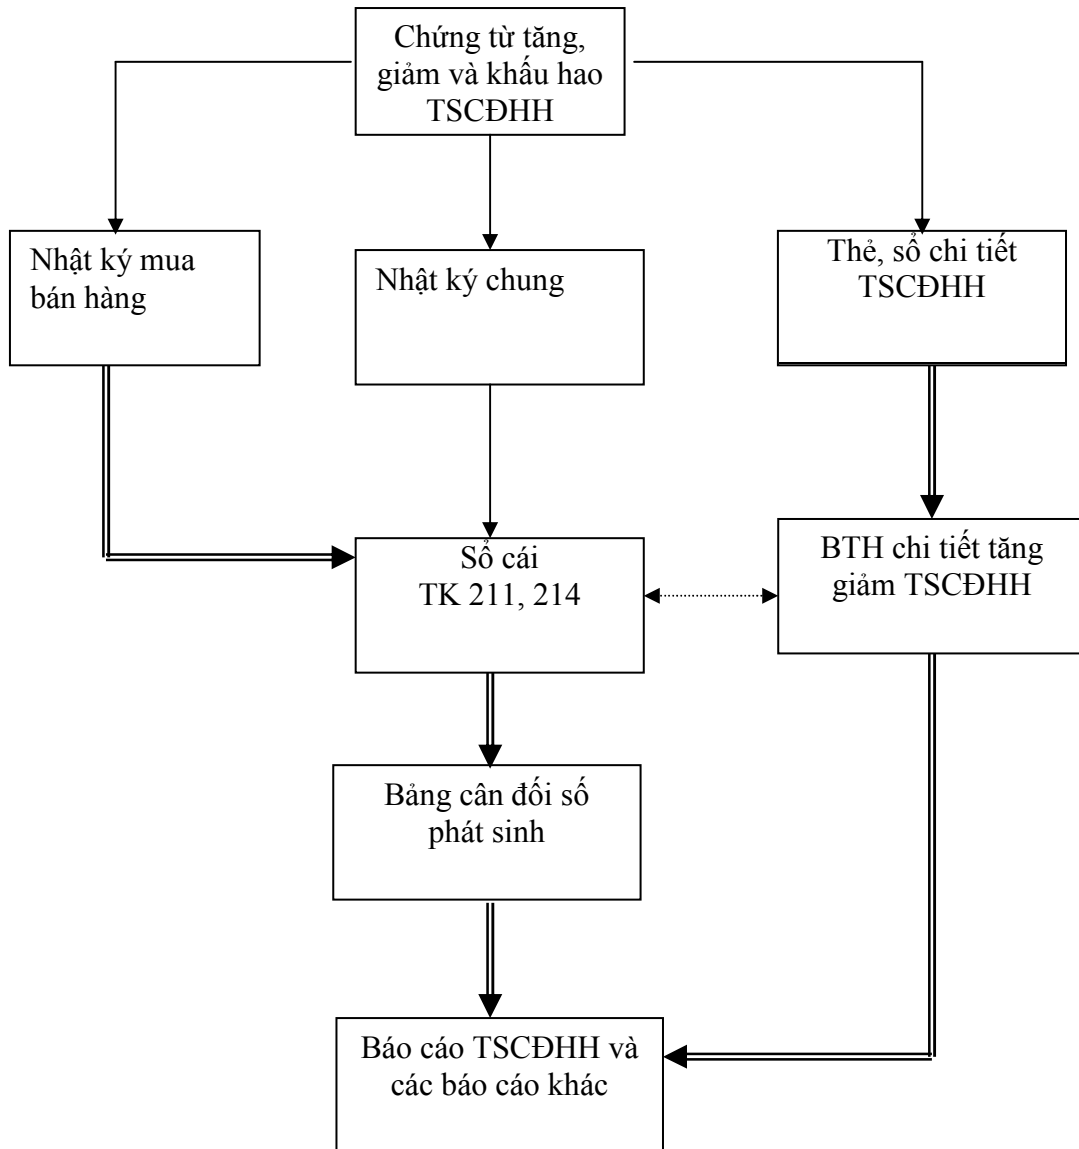 Chứng từ tăng,
giảm và khấu hao
TSCĐHH
Nhật ký mua
bán hàng
Nhật ký chung
Thẻ, sổ chi tiết
TSCĐHH
Sổ cái
TK 211, 214
BTH chi tiết tăng
giảm TSCĐHH
Bảng cân đối số
phát sinh
Báo cáo TSCĐHH và
các báo cáo khác